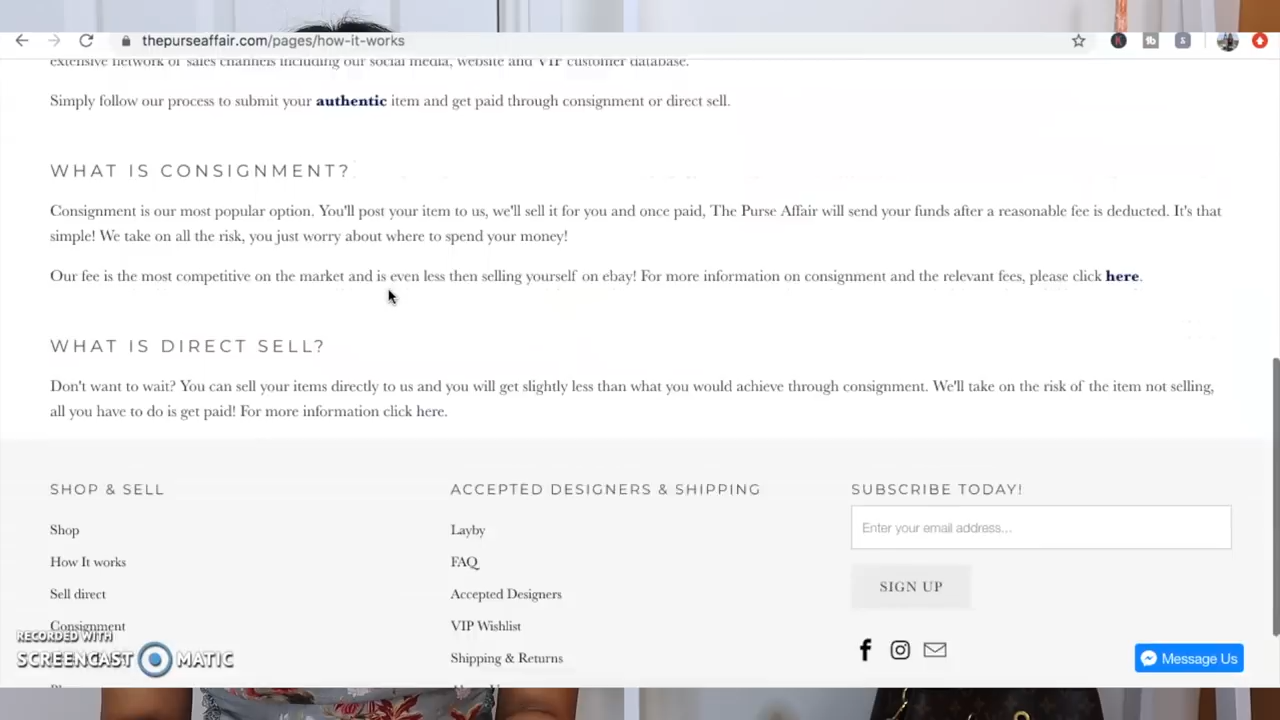 thepurseaffair.com/pages/how-it-works
extensive network of sales channels including our social media, website and VIP customer database.
Simply follow our process to submit your authentic item and get paid through consignment or direct sell.
WHAT IS CONSIGNMENT?
Consignment is our most popular option. You'll post your item to us, we'll sell it for you and once paid, The Purse Affair will send your funds after a reasonable fee is deducted. It's that
simple! We take on all the risk, you just worry about where to spend your money!
Our fee is the most competitive on the market and is even less then selling yourself on ebay! For more information on consignment and the relevant fees, please click here.
WHAT IS DIRECT SELL?
Don't want to wait? You can sell your items directly to us and you will get slightly less than what you would achieve through consignment. We'll take on the risk of the item not selling,
all you have to do is get paid! For more information click here.
SHOP & SELL
Shop
How It works
Sell direct
Consignment
ACCEPTED DESIGNERS & SHIPPING
Layby
FAQ
Accepted Designers
VIP Wishlist
Shipping & Returns
SUBSCRIBE TODAY!
Enter your email address...
SIGN UP
Message Us
RECORDED WITH
SCREENCAST MATIC